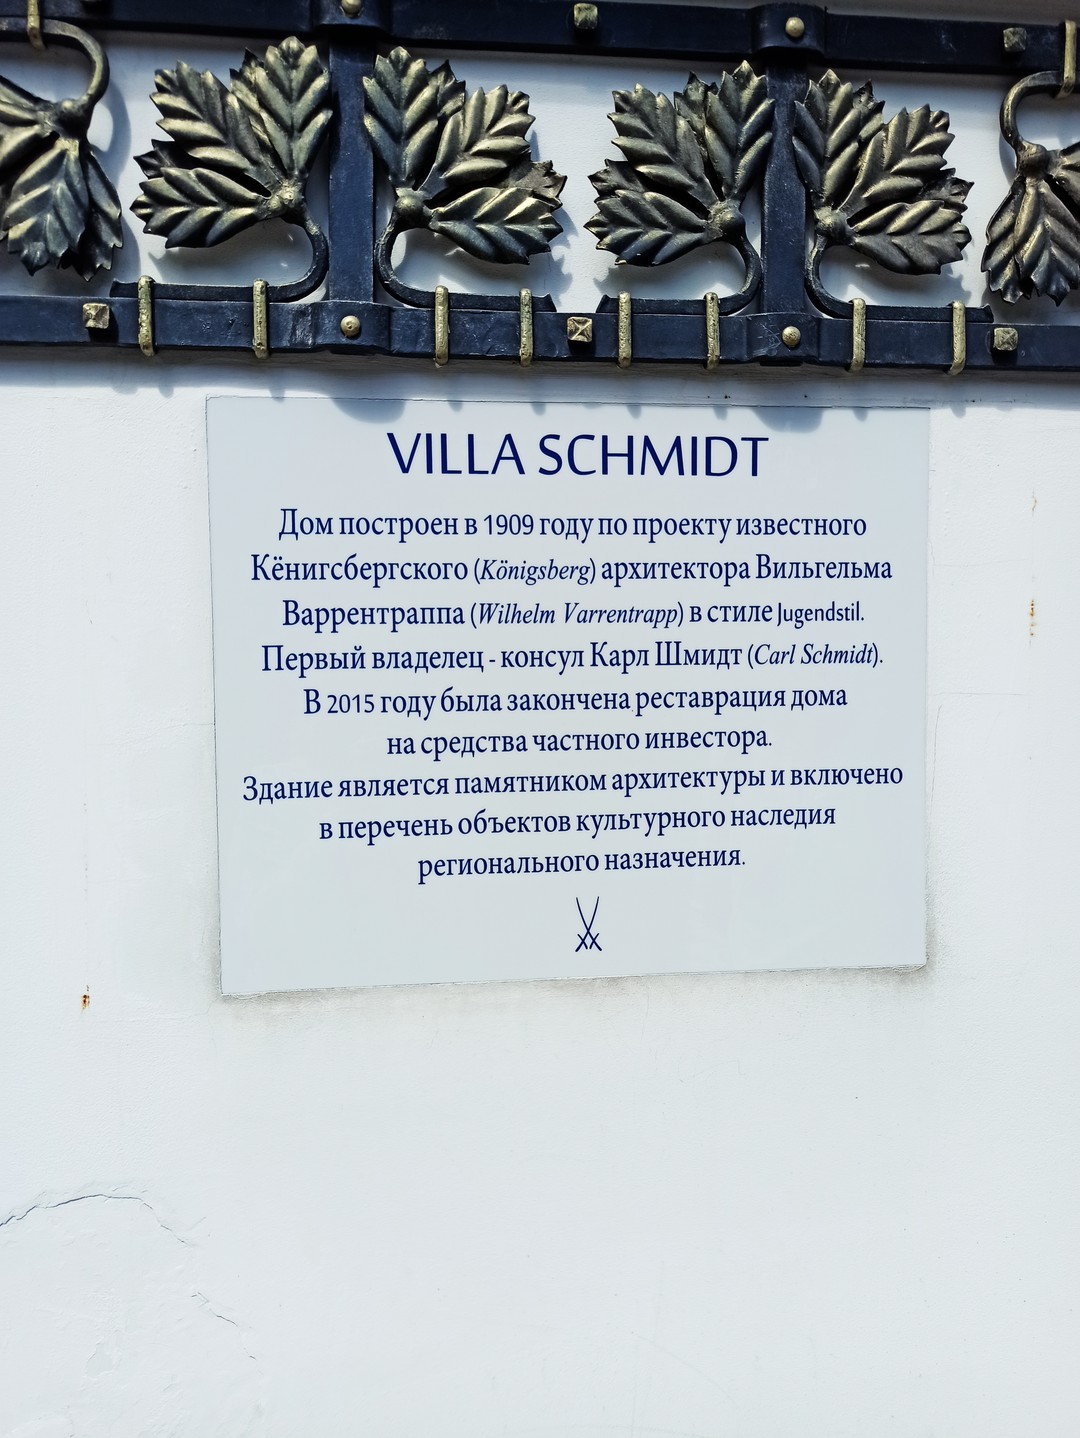 VILLA SCHMIDT
Дом построен в 1909 году по проекту известного
Кёнигсбергского (Königsberg) архитектора Вильгельма
Варрентраппа (Wilhelm Varrentrapp) в стиле Jugendstil.
Первый владелец - консул Карл Шмидт (Carl Schmidt).
В 2015 году была закончена реставрация дома
на средства частного инвестора.
Здание является памятником архитектуры и включено
в перечень объектов культурного наследия
регионального назначения.